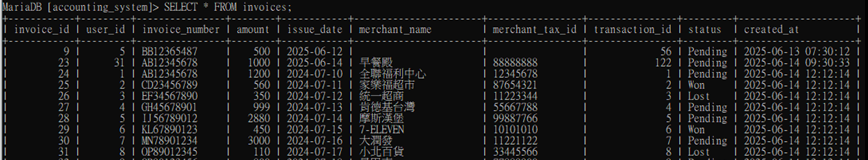 MariaDB [accounting_system]> SELECT * FROM invoices;
| invoice_id | user_id | invoice_number | amount | issue_date | merchant_name | merchant_tax_id | transaction_id | status | created_at |
| 9 | 5 | BB12365487 | 500 | 2025-06-12 | | | 56 | Pending | 2025-06-13 07:30:12 |
| 23 | 31 | AB12345678 | 1000 | 2025-06-14 | 早餐殿 | 88888888 | 122 | Pending | 2025-06-14 09:30:33 |
| 24 | 1 | AB12345678 | 1200 | 2024-07-10 | 全聯福利中心 | 12345678 | 1 | Pending | 2025-06-14 12:12:14 |
| 25 | 2 | CD23456789 | 560 | 2024-07-11 | 家樂福超市 | 87654321 | 2 | Won | 2025-06-14 12:12:14 |
| 26 | 3 | EF34567890 | 350 | 2024-07-12 | 統一超商 | 11223344 | 3 | Lost | 2025-06-14 12:12:14 |
| 27 | 4 | GH45678901 | 999 | 2024-07-13 | 肯德基台灣 | 55667788 | 4 | Pending | 2025-06-14 12:12:14 |
| 28 | 5 | IJ56789012 | 2880 | 2024-07-14 | 摩斯漢堡 | 99887766 | 5 | Pending | 2025-06-14 12:12:14 |
| 29 | 6 | KL67890123 | 450 | 2024-07-15 | 7-ELEVEN | 10101010 | 6 | Won | 2025-06-14 12:12:14 |
| 30 | 7 | MN78901234 | 3000 | 2024-07-16 | 大潤發 | 11221122 | 7 | Pending | 2025-06-14 12:12:14 |
| 31 | 8 | OP89012345 | 110 | 2024-07-17 | 小北百貨 | 33445566 | 8 | Lost | 2025-06-14 12:12:14 |